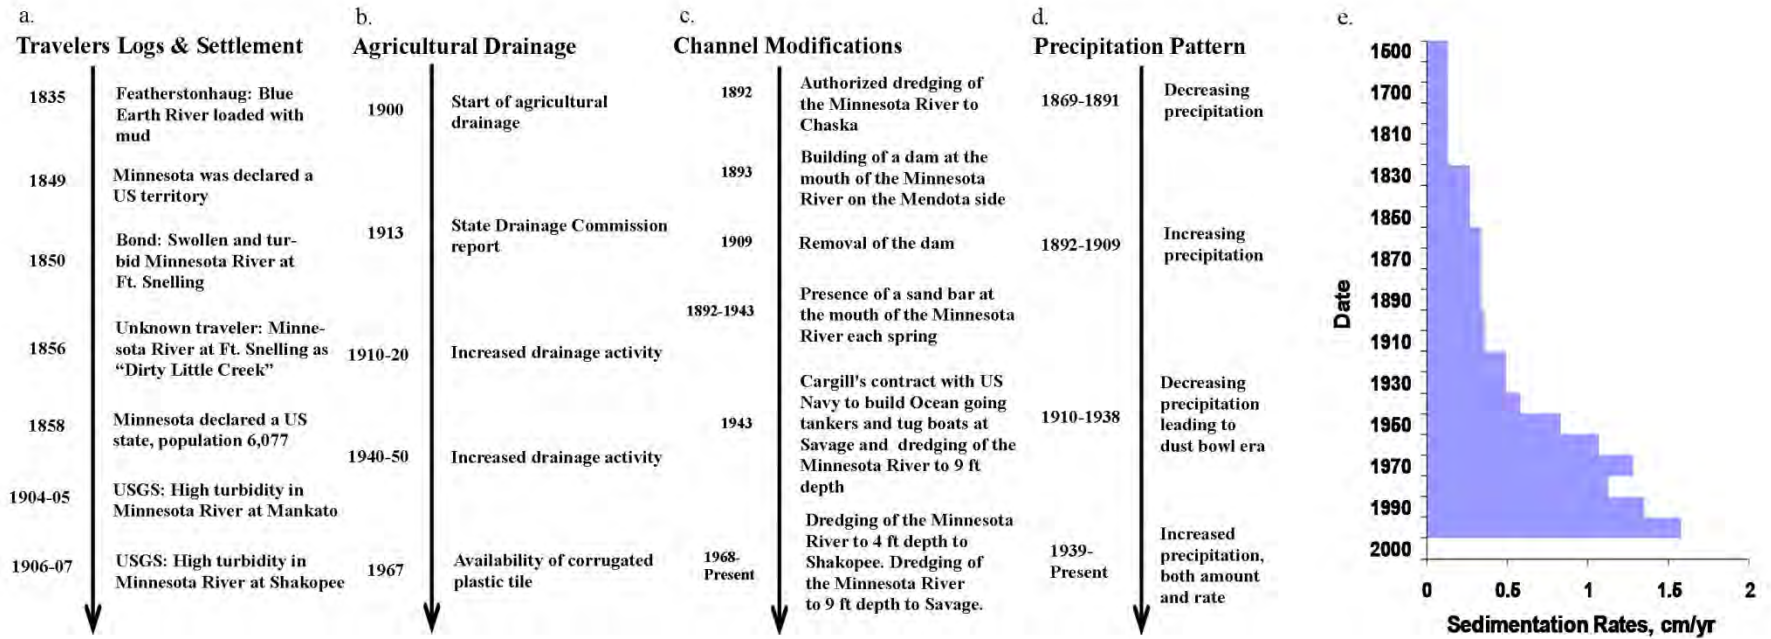 a.
Travelers Logs & Settlement
1835
Featherstonhaug: Blue
Earth River loaded with
mud
1849
Minnesota was declared a
US territory
1850
Bond: Swollen and tur-
bid Minnesota River at
Ft. Snelling
1856
Unknown traveler: Minne-
sota River at Ft. Snelling as
“Dirty Little Creek”
1858
Minnesota declared a US
state, population 6,077
1904-05
USGS: High turbidity in
Minnesota River at Mankato
1906-07
USGS: High turbidity in
Minnesota River at Shakopee
b.
Agricultural Drainage
1900
Start of agricultural
drainage
1913
State Drainage Commission
report
1910-20
Increased drainage activity
1940-50
Increased drainage activity
1967
Availability of corrugated
plastic tile
c.
Channel Modifications
1892
Authorized dredging of
the Minnesota River to
Chaska
1893
Building of a dam at the
mouth of the Minnesota
River on the Mendota side
1909
Removal of the dam
1892-1943
Presence of a sand bar at
the mouth of the Minnesota
River each spring
1943
Cargill's contract with US
Navy to build Ocean going
tankers and tug boats at
Savage and dredging of the
Minnesota River to 9 ft
depth
1968-
Present
Dredging of the Minnesota
River to 4 ft depth to
Shakopee. Dredging of
the Minnesota River
to 9 ft depth to Savage.
d.
Precipitation Pattern
1869-1891
Decreasing
precipitation
1892-1909
Increasing
precipitation
1910-1938
Decreasing
precipitation
leading to
dust bowl era
1939-
Present
Increased
precipitation,
both amount
and rate
e.
Date
1600
1700
1810
1830
1850
1870
1890
1910
1930
1950
1970
1990
2000
0
0.5
1
1.5
2
Sedimentation Rates, cm/yr